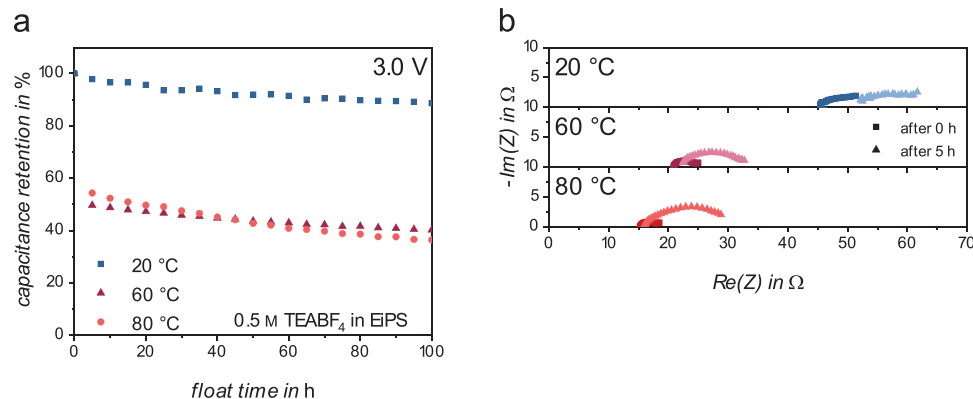 a
capacitance retention in %
100
80
60
40
20
0
3.0 V
20 °C
60 °C
80 °C
0.5 M TEABF₄ in EiPS
0 20 40 60 80 100
float time in h
b
-Im(Z) in Ω
10
5
10
5
10
5
0
20 °C
60 °C
80 °C
after 0 h
after 5 h
0 10 20 30 40 50 60 70
Re(Z) in Ω